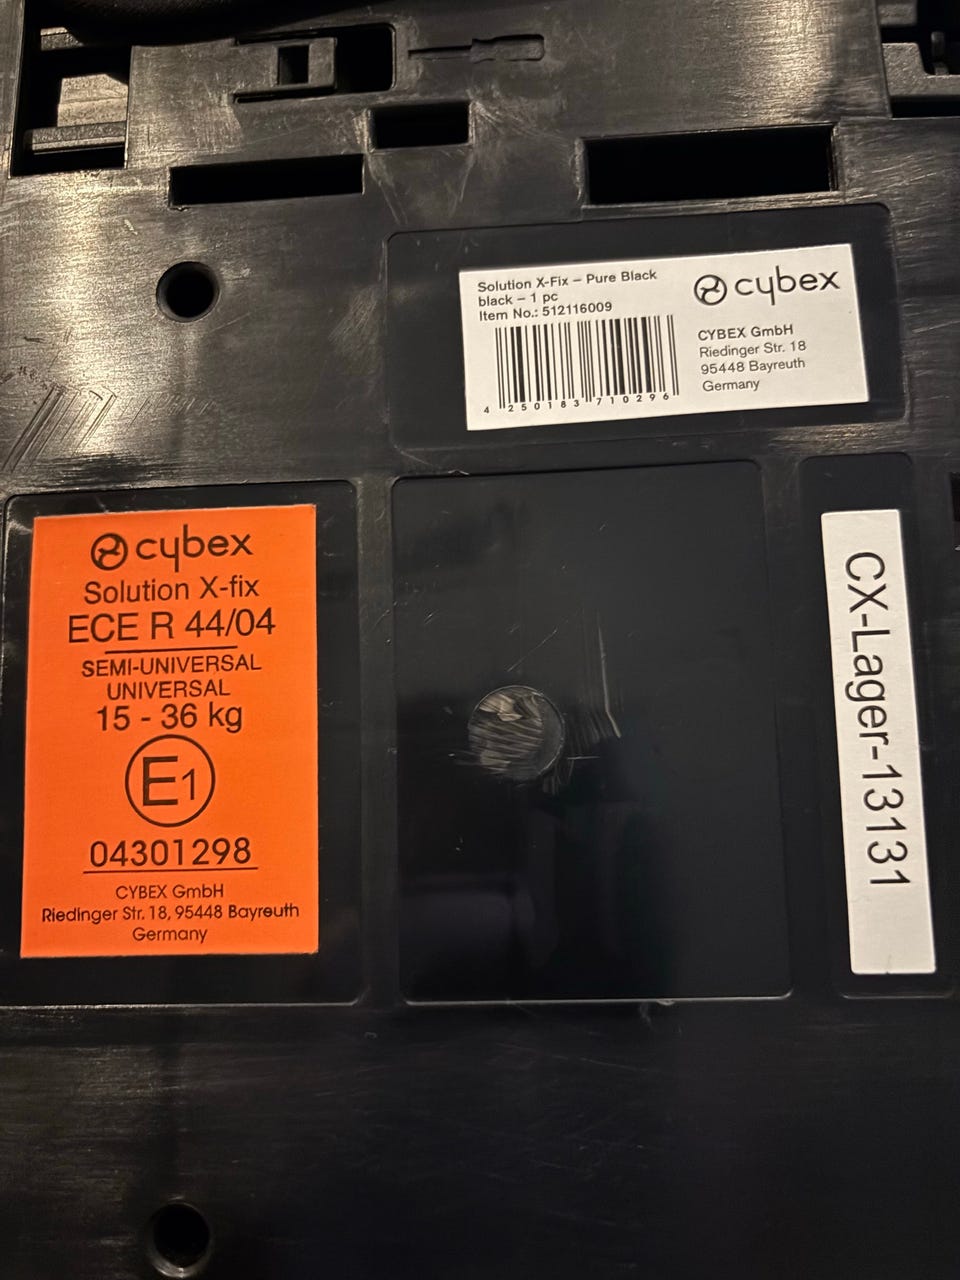 Solution X-Fix – Pure Black
black – 1 pc
Item No.: 512116009
cybex
CYBEX GmbH
Riedinger Str. 18
95448 Bayreuth
Germany
4 250183 710296
cybex
Solution X-fix
ECE R 44/04
SEMI-UNIVERSAL
UNIVERSAL
15 - 36 kg
E1
04301298
CYBEX GmbH
Riedinger Str. 18, 95448 Bayreuth
Germany
CX-Lager-13131